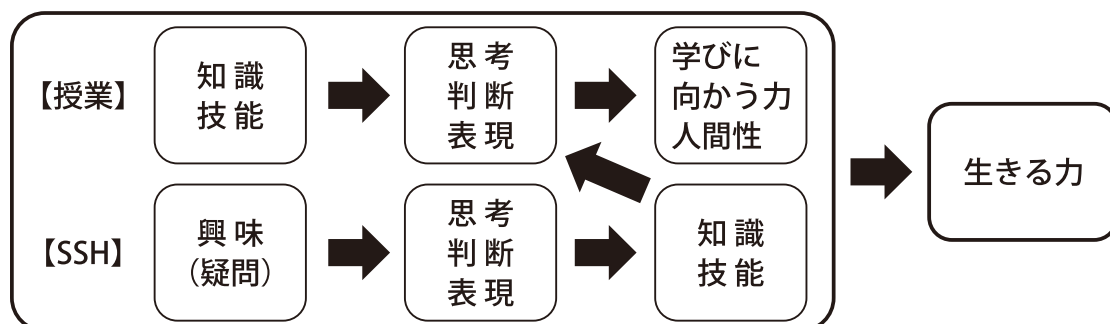 【授業】
知 識
技 能
思 考
判 断
表 現
学びに
向かう力
人間性
【SSH】
興 味
（疑問）
思 考
判 断
表 現
知 識
技 能
生きる力